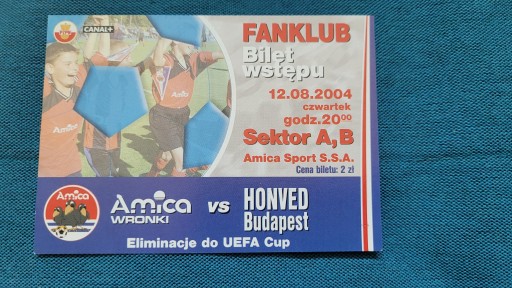 CANAL+
FANKLUB
Bilet
wstępu
12.08.2004
czwartek
godz.20⁰⁰
Sektor A,B
Amica Sport S.S.A.
Cena biletu: 2 zł
Amica
Amica
WRONKI
vs
HONVED
Budapest
Eliminacje do UEFA Cup